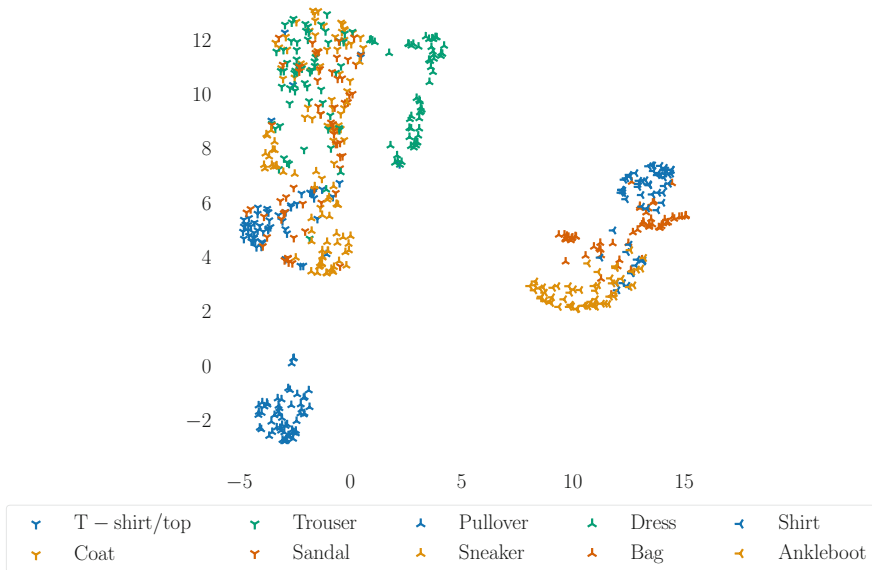 12
10
8
6
4
2
0
−2
−5 0 5 10 15
T − shirt/top Trouser Pullover Dress Shirt
Coat Sandal Sneaker Bag Ankleboot